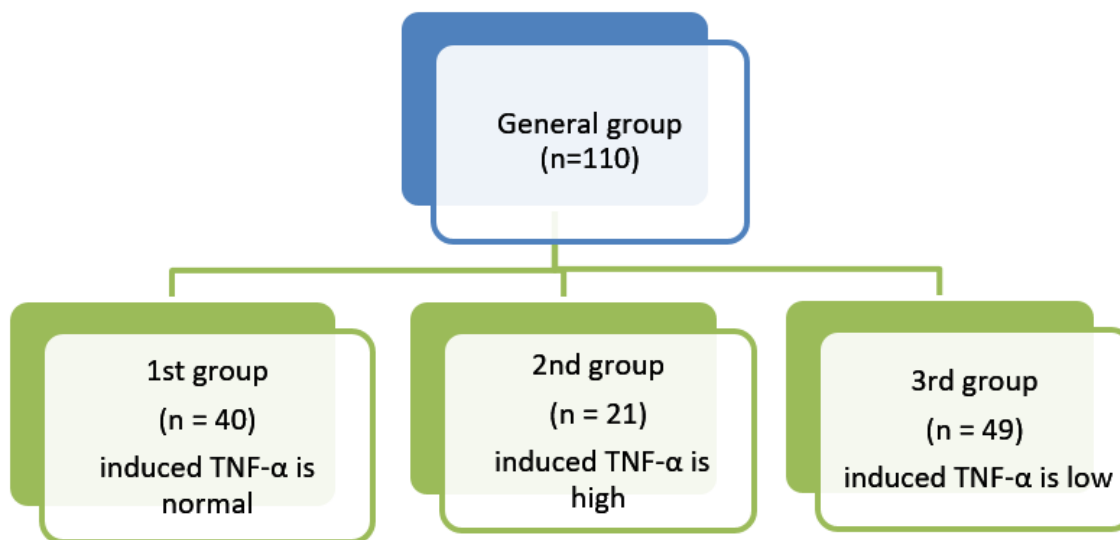 General group
(n=110)
1st group
(n = 40)
induced TNF-α is
normal
2nd group
(n = 21)
induced TNF-α is
high
3rd group
(n = 49)
induced TNF-α is low